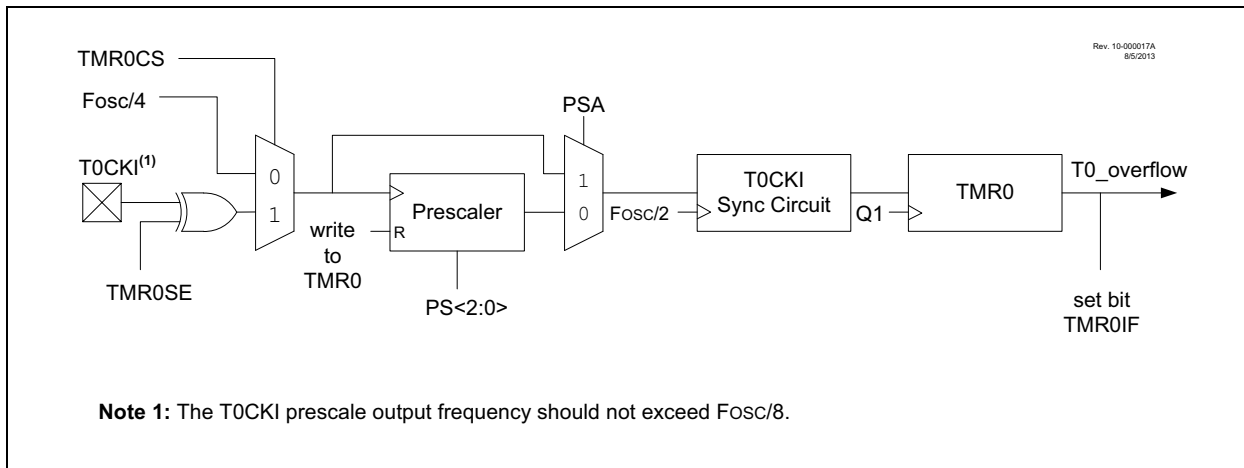 Rev. 10-000017A
8/5/2013
TMR0CS
Fosc/4
PSA
T0CKI(1)
0
1
1
0
T0CKI
Sync Circuit
TMR0
T0_overflow
Prescaler
FOSC/2
Q1
write
to
TMR0
R
TMR0SE
PS<2:0>
set bit
TMR0IF
Note 1: The T0CKI prescale output frequency should not exceed FOSC/8.